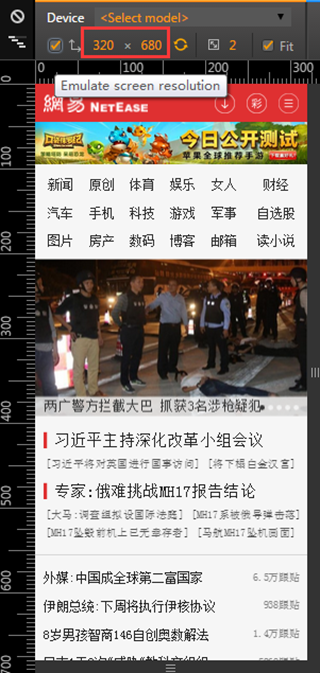 Device <Select model>
320 × 680 2 Fit
0 100 200 300
Emulate screen resolution
網易 NETEASE 彩
今日公开测试
苹果全球推荐手游
新闻 原创 体育 娱乐 女人 财经
汽车 手机 科技 游戏 军事 自选股
图片 房产 数码 博客 邮箱 读小说
两广警方拦截大巴 抓获3名涉枪疑犯
习近平主持深化改革小组会议
[习近平将对英国进行国事访问] [将下榻白金汉宫]
专家:俄难挑战MH17报告结论
[大马:调查组拟设国际法庭] [MH17系被俄导弹击落]
[MH17坠毁前机上已无幸存者] [马航MH17坠机画面]
外媒:中国成全球第二富国家 6.5万跟贴
伊朗总统:下周将执行伊核协议 938跟贴
8岁男孩智商146自创奥数解法 1.4万跟贴
0
100
200
300
400
500
600
700